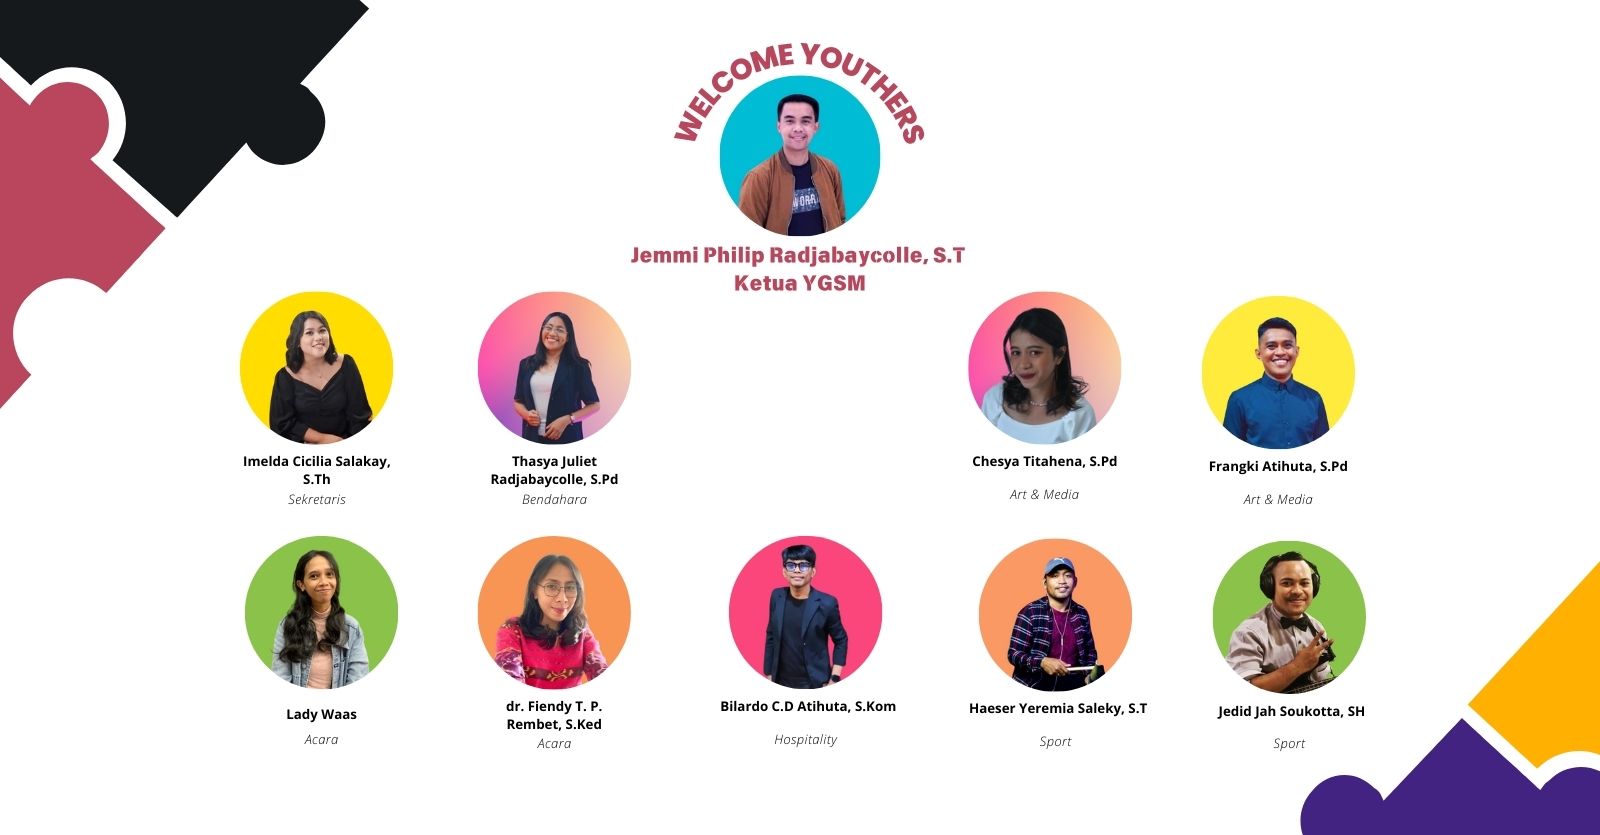 WELCOME YOUTHERS
WORR
Jemmi Philip Radjabaycolle, S.T
Ketua YGSM
Imelda Cicilia Salakay,
S.Th
Sekretaris
Thasya Juliet
Radjabaycolle, S.Pd
Bendahara
Chesya Titahena, S.Pd
Art & Media
Frangki Atihuta, S.Pd
Art & Media
Lady Waas
Acara
dr. Fiendy T. P.
Rembet, S.Ked
Acara
Bilardo C.D Atihuta, S.Kom
Hospitality
Haeser Yeremia Saleky, S.T
Sport
Jedid Jah Soukotta, SH
Sport